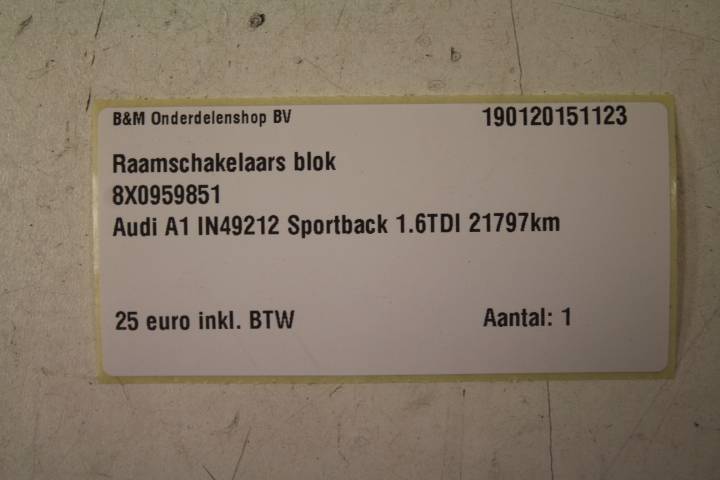 B&M Onderdelenshop BV 190120151123
Raamschakelaars blok
8X0959851
Audi A1 IN49212 Sportback 1.6TDI 21797km
25 euro inkl. BTW Aantal: 1